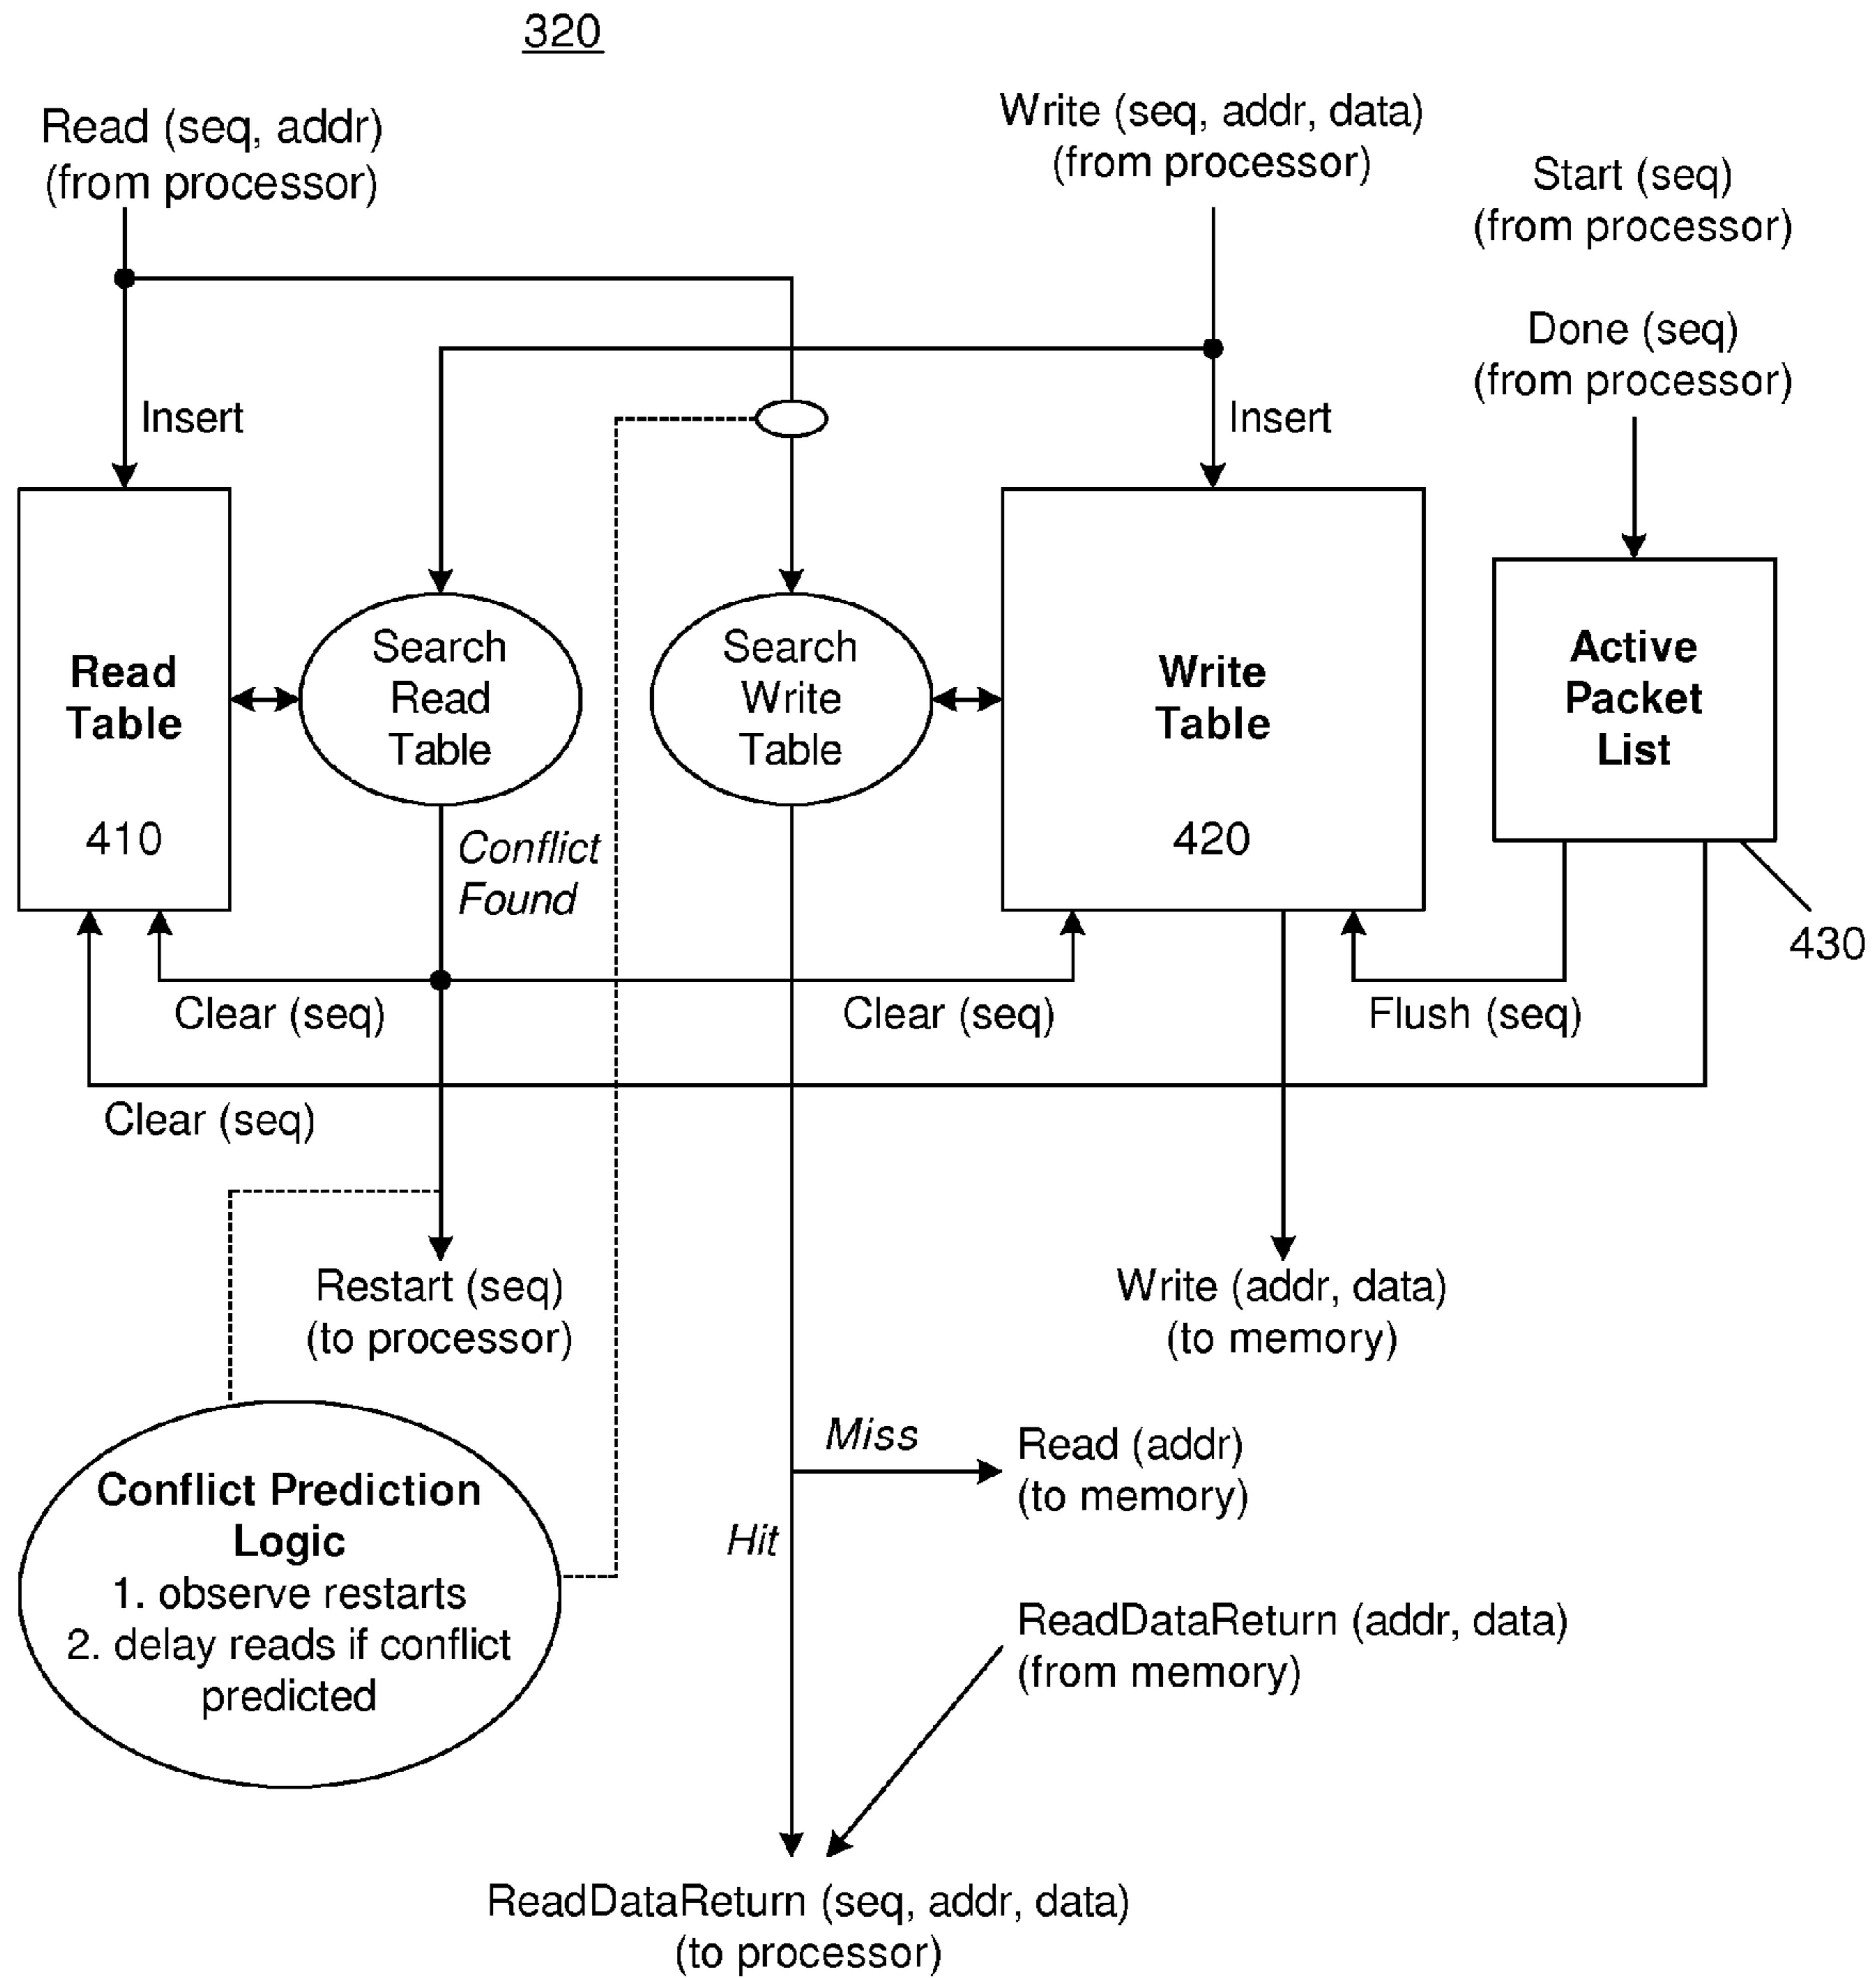 320
Read (seq, addr)
(from processor)
Write (seq, addr, data)
(from processor)
Start (seq)
(from processor)
Done (seq)
(from processor)
Insert
Insert
Read
Table
410
Search
Read
Table
Search
Write
Table
Write
Table
420
Active
Packet
List
430
Conflict
Found
Clear (seq)
Clear (seq)
Flush (seq)
Clear (seq)
Restart (seq)
(to processor)
Write (addr, data)
(to memory)
Conflict Prediction
Logic
1. observe restarts
2. delay reads if conflict
predicted
Miss
Read (addr)
(to memory)
Hit
ReadDataReturn (addr, data)
(from memory)
ReadDataReturn (seq, addr, data)
(to processor)